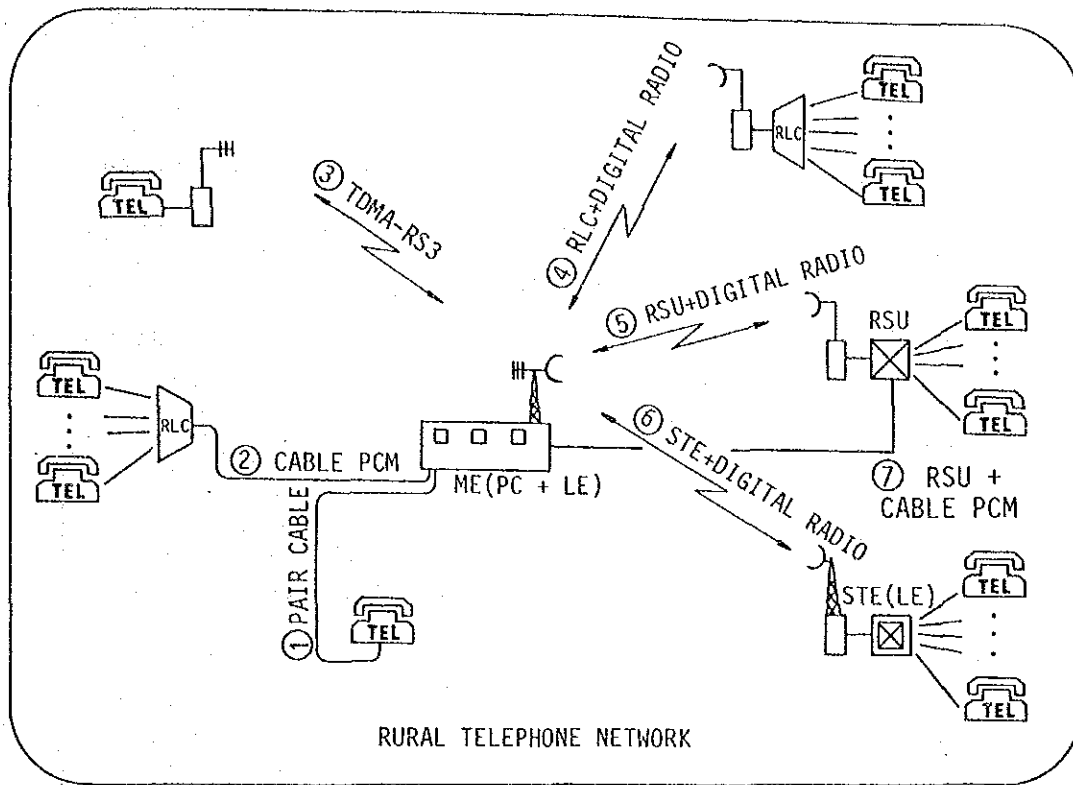 TEL
RLC
TEL
④ RLC+DIGITAL RADIO
③ TDMA-RS3
TEL
⑤ RSU+DIGITAL RADIO
RSU
TEL
TEL
TEL
RLC
TEL
② CABLE PCM
ME(PC + LE)
⑥ STE+DIGITAL RADIO
⑦ RSU +
CABLE PCM
① PAIR CABLE
TEL
STE(LE)
TEL
TEL
RURAL TELEPHONE NETWORK